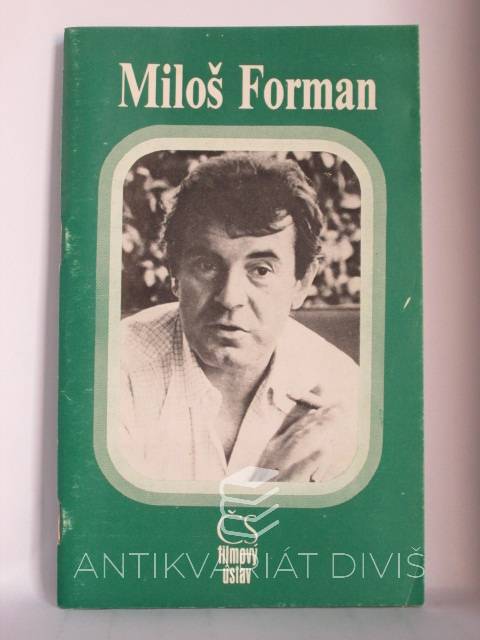 Miloš Forman
ČS
filmový
ústav
ANTIKVARIÁT DIVIŠ